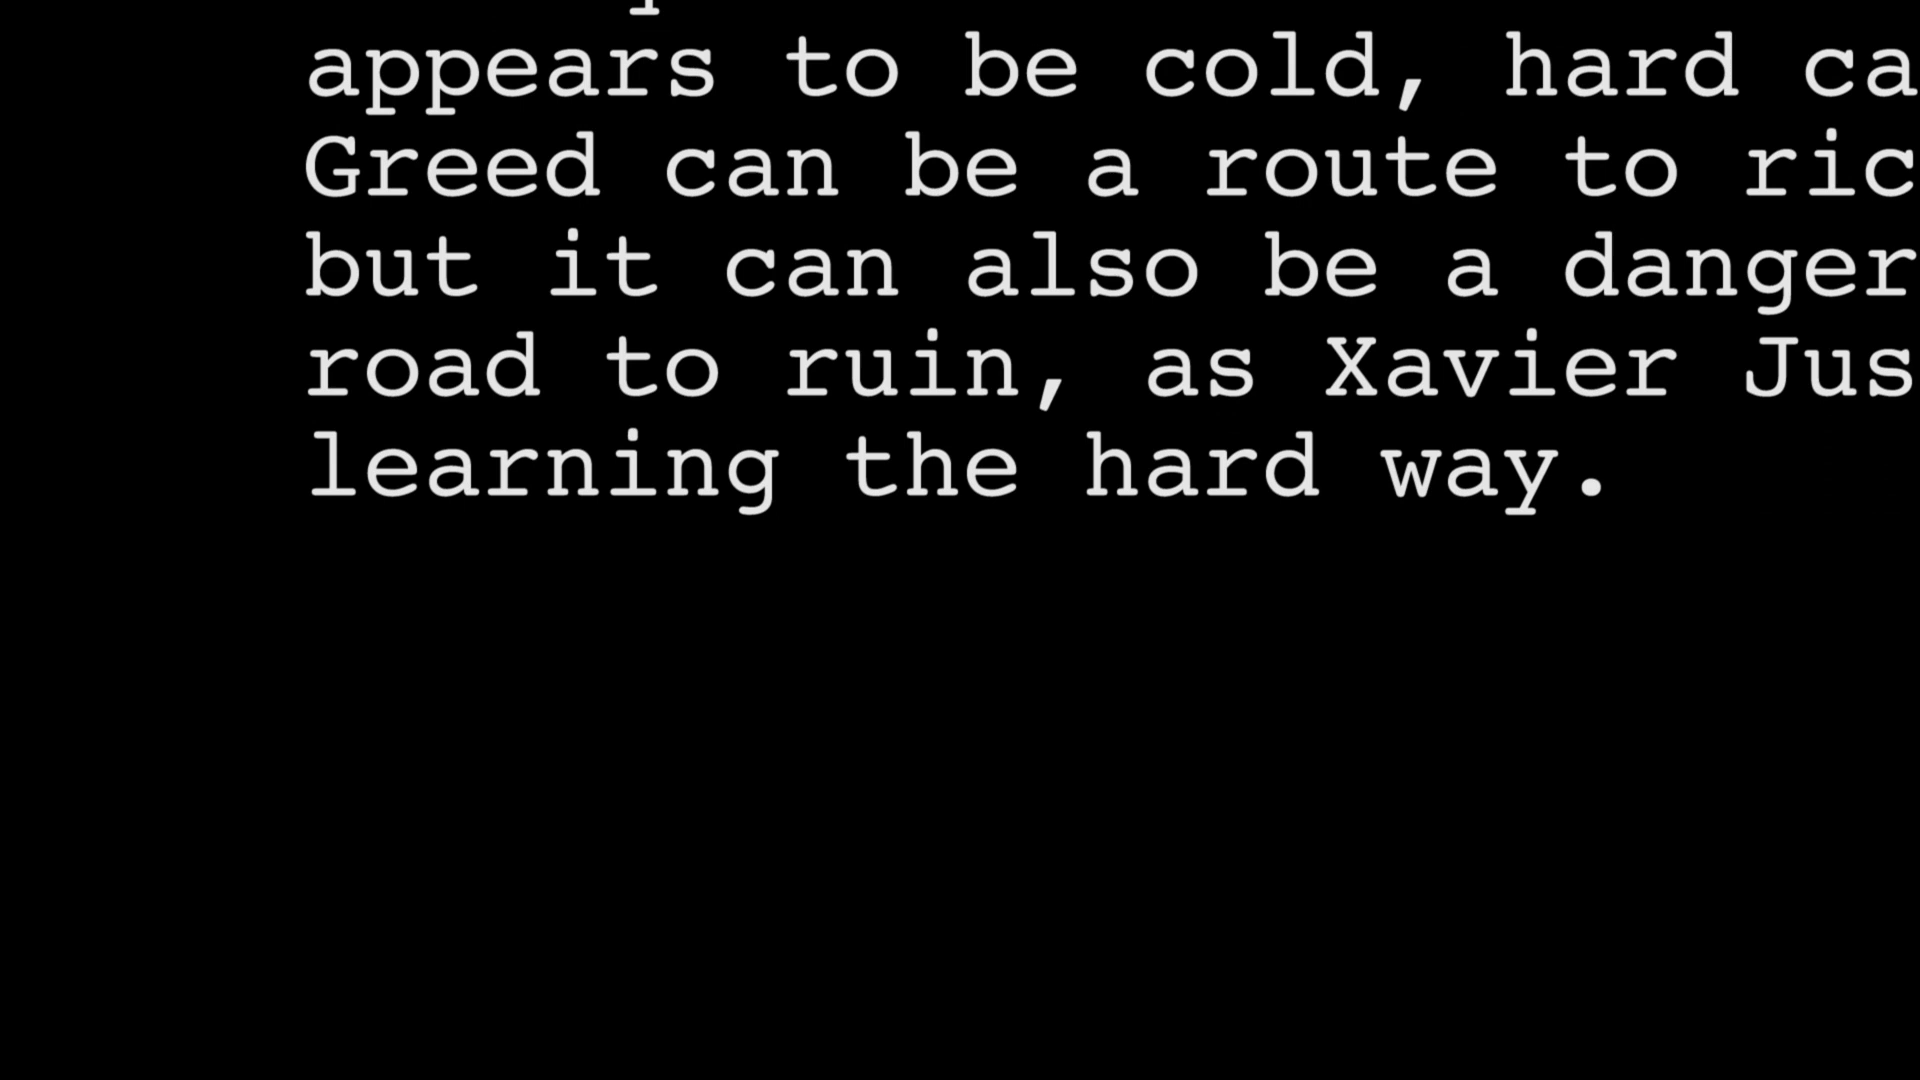 appears to be cold, hard ca
Greed can be a route to ric
but it can also be a danger
road to ruin, as Xavier Jus
learning the hard way.